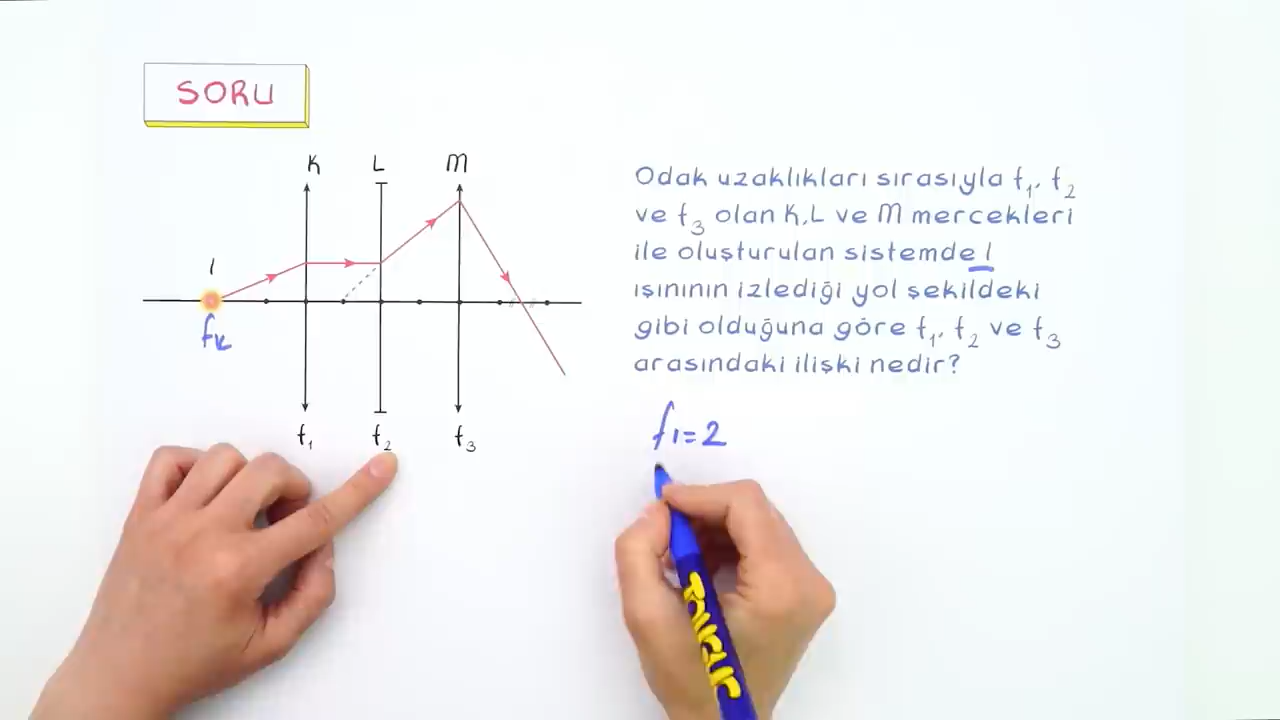 SORU
K L M
I
fK
f₁ f₂ f₃
Odak uzaklıkları sırasıyla f₁, f₂
ve f₃ olan K,L ve M mercekleri
ile oluşturulan sistemde I
ışınının izlediği yol şekildeki
gibi olduğuna göre f₁, f₂ ve f₃
arasındaki ilişki nedir?
f1=2